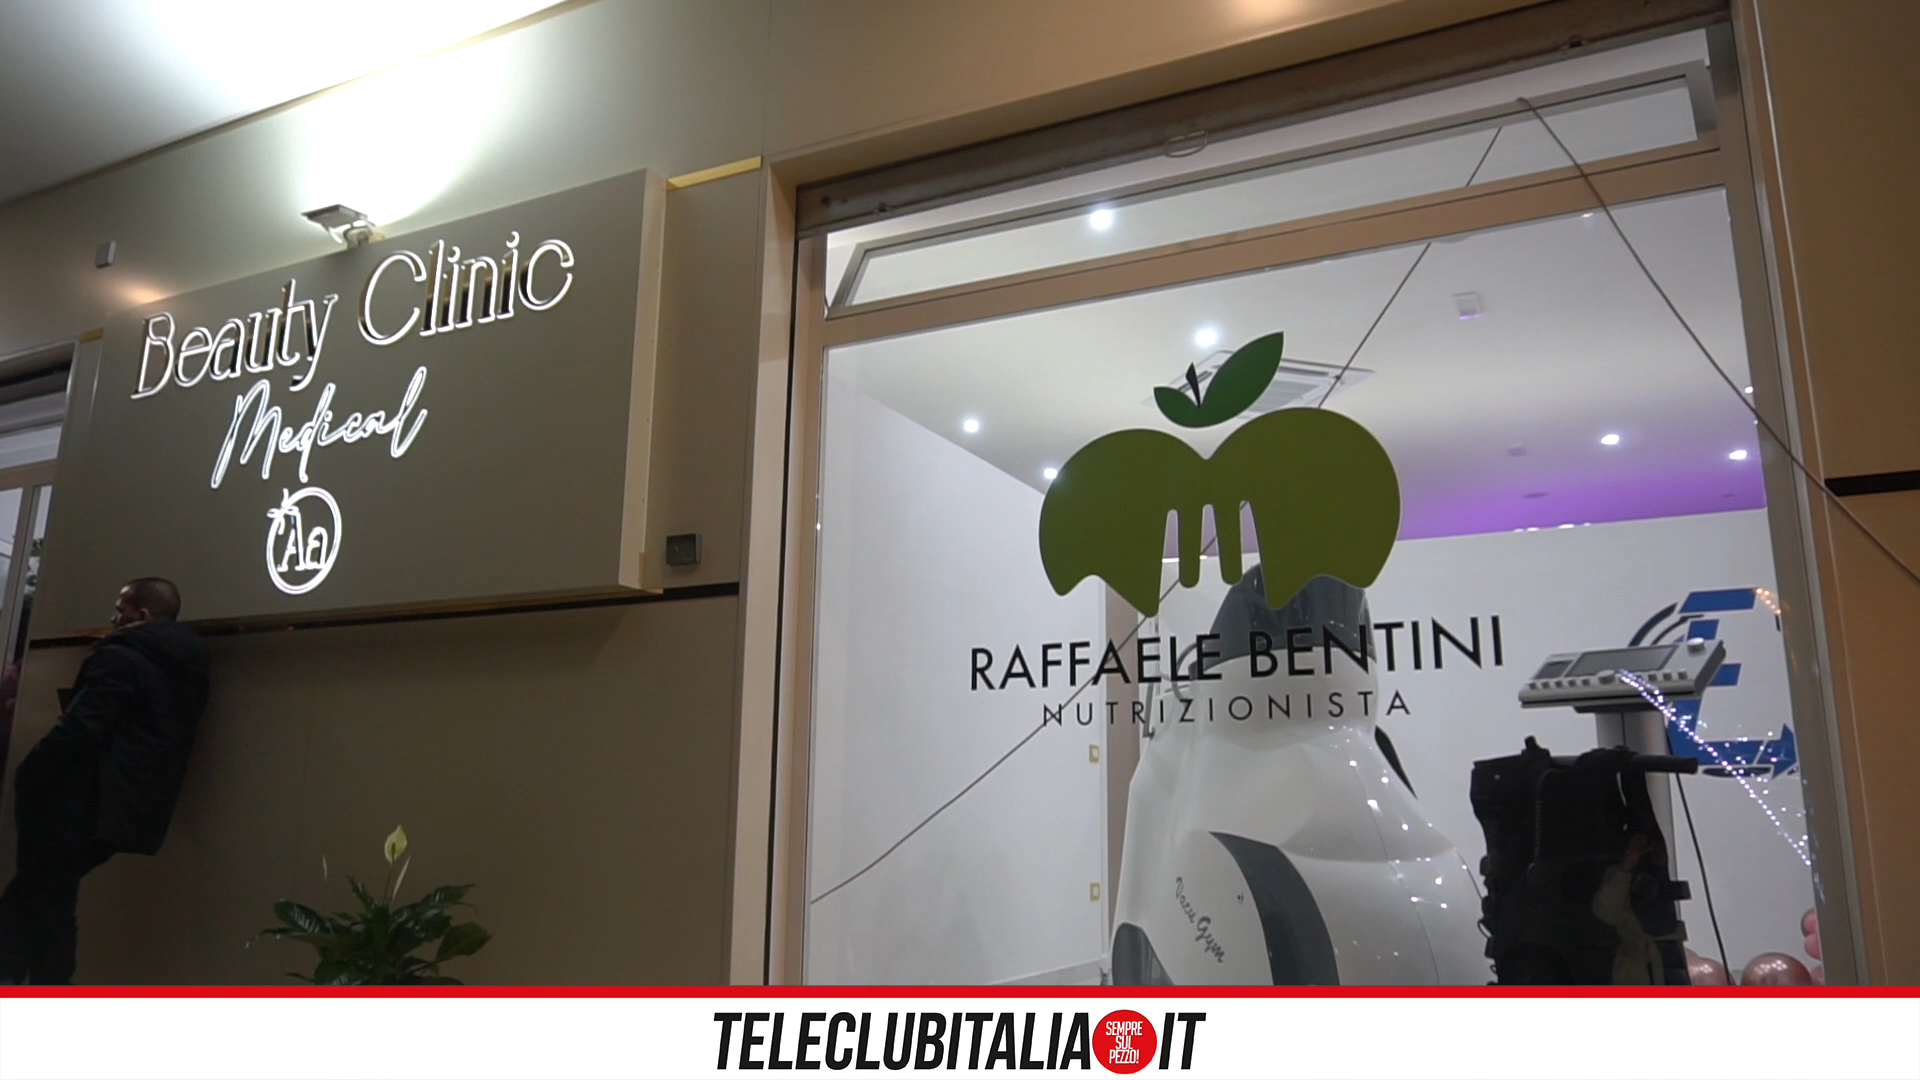 Beauty Clinic
Medical
Aa
RAFFAELE BENTINI
NUTRIZIONISTA
Vacu Gym
TELECLUBITALIA
SEMPRE
SUL
PEZZO!
IT